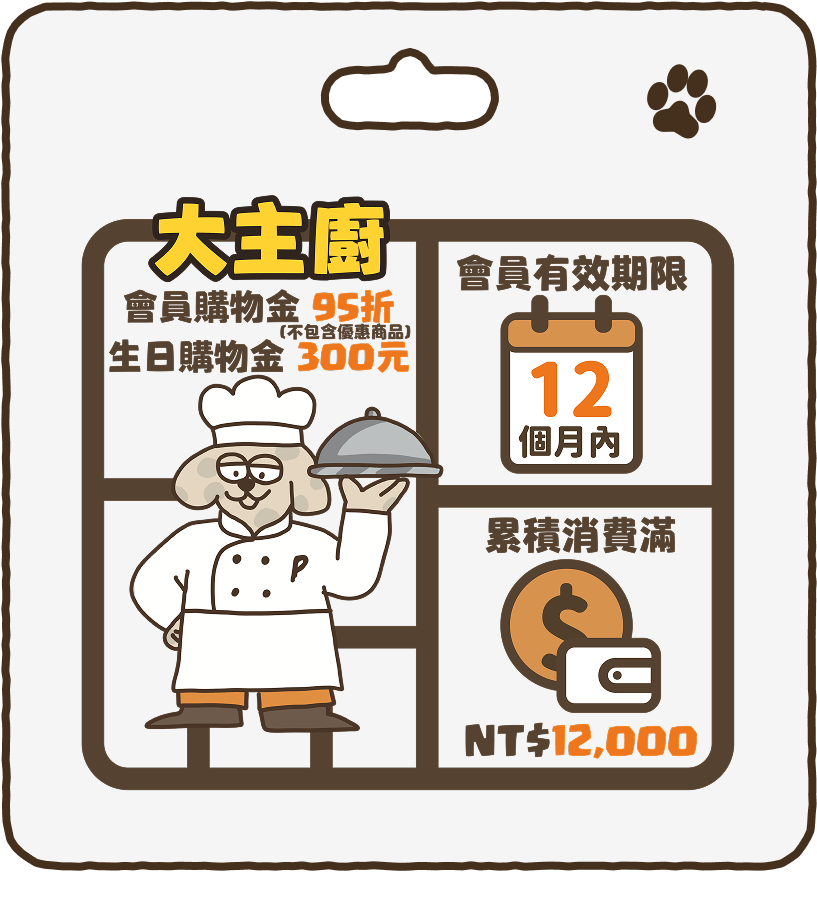 大主廚
會員購物金 95折
(不包含優惠商品)
生日購物金 300元
會員有效期限
12
個月內
P
累積消費滿
$
NT$12,000